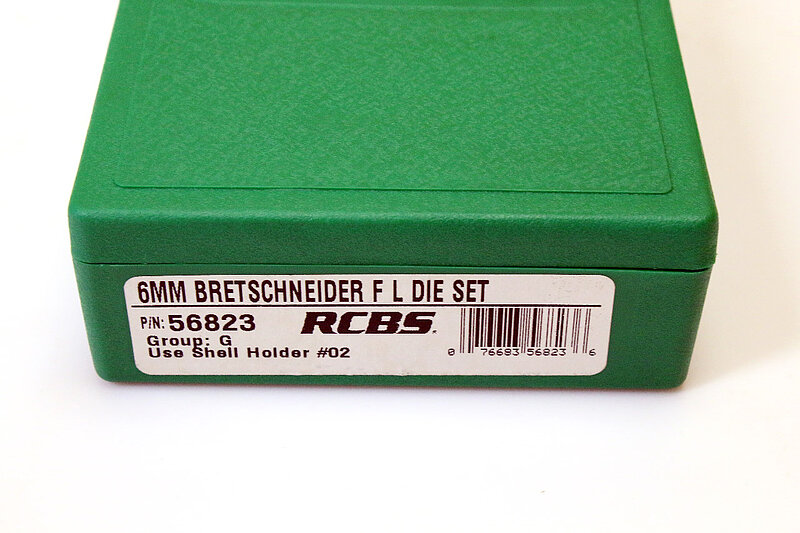 6MM BRETSCHNEIDER F L DIE SET
P/N: 56823 RCBS.
Group: G
Use Shell Holder #02
0 76683 56823 6